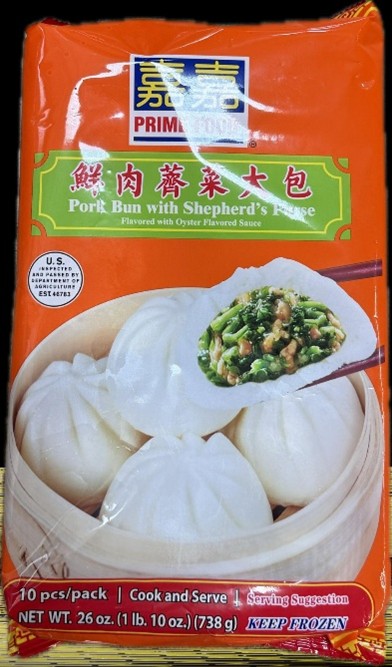 嘉嘉
PRIME FOOD
®
鮮肉薺菜大包
Pork Bun with Shepherd's Purse
Flavored with Oyster Flavored Sauce
U.S.
INSPECTED
AND PASSED BY
DEPARTMENT OF
AGRICULTURE
EST.
10 pcs/pack | Cook and Serve | Serving Suggestion
NET WT. 26 oz. (1 lb. 10 oz.) (738 g) KEEP FROZEN